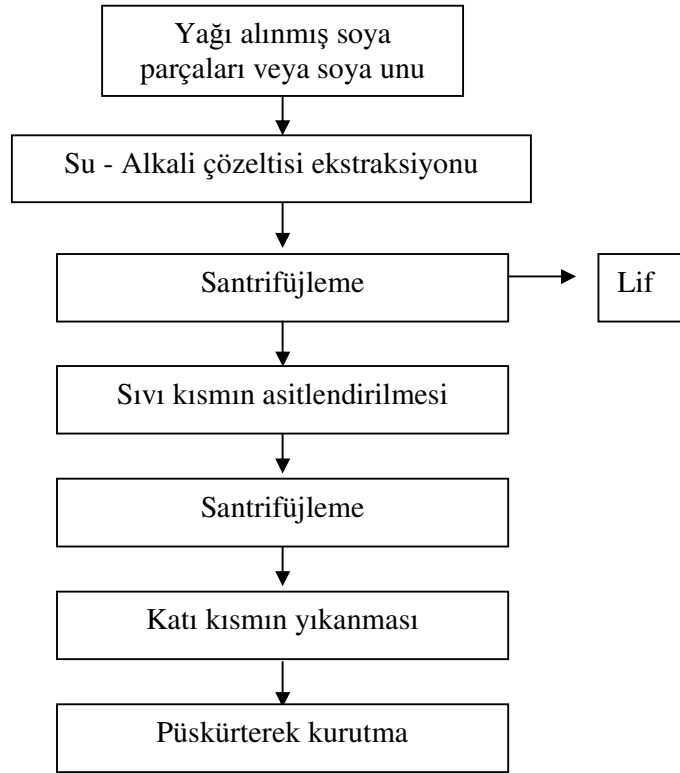 Yağı alınmış soya
parçaları veya soya unu
Su - Alkali çözeltisi ekstraksiyonu
Santrifüjleme
Lif
Sıvı kısmın asitlendirilmesi
Santrifüjleme
Katı kısmın yıkanması
Püskürterek kurutma